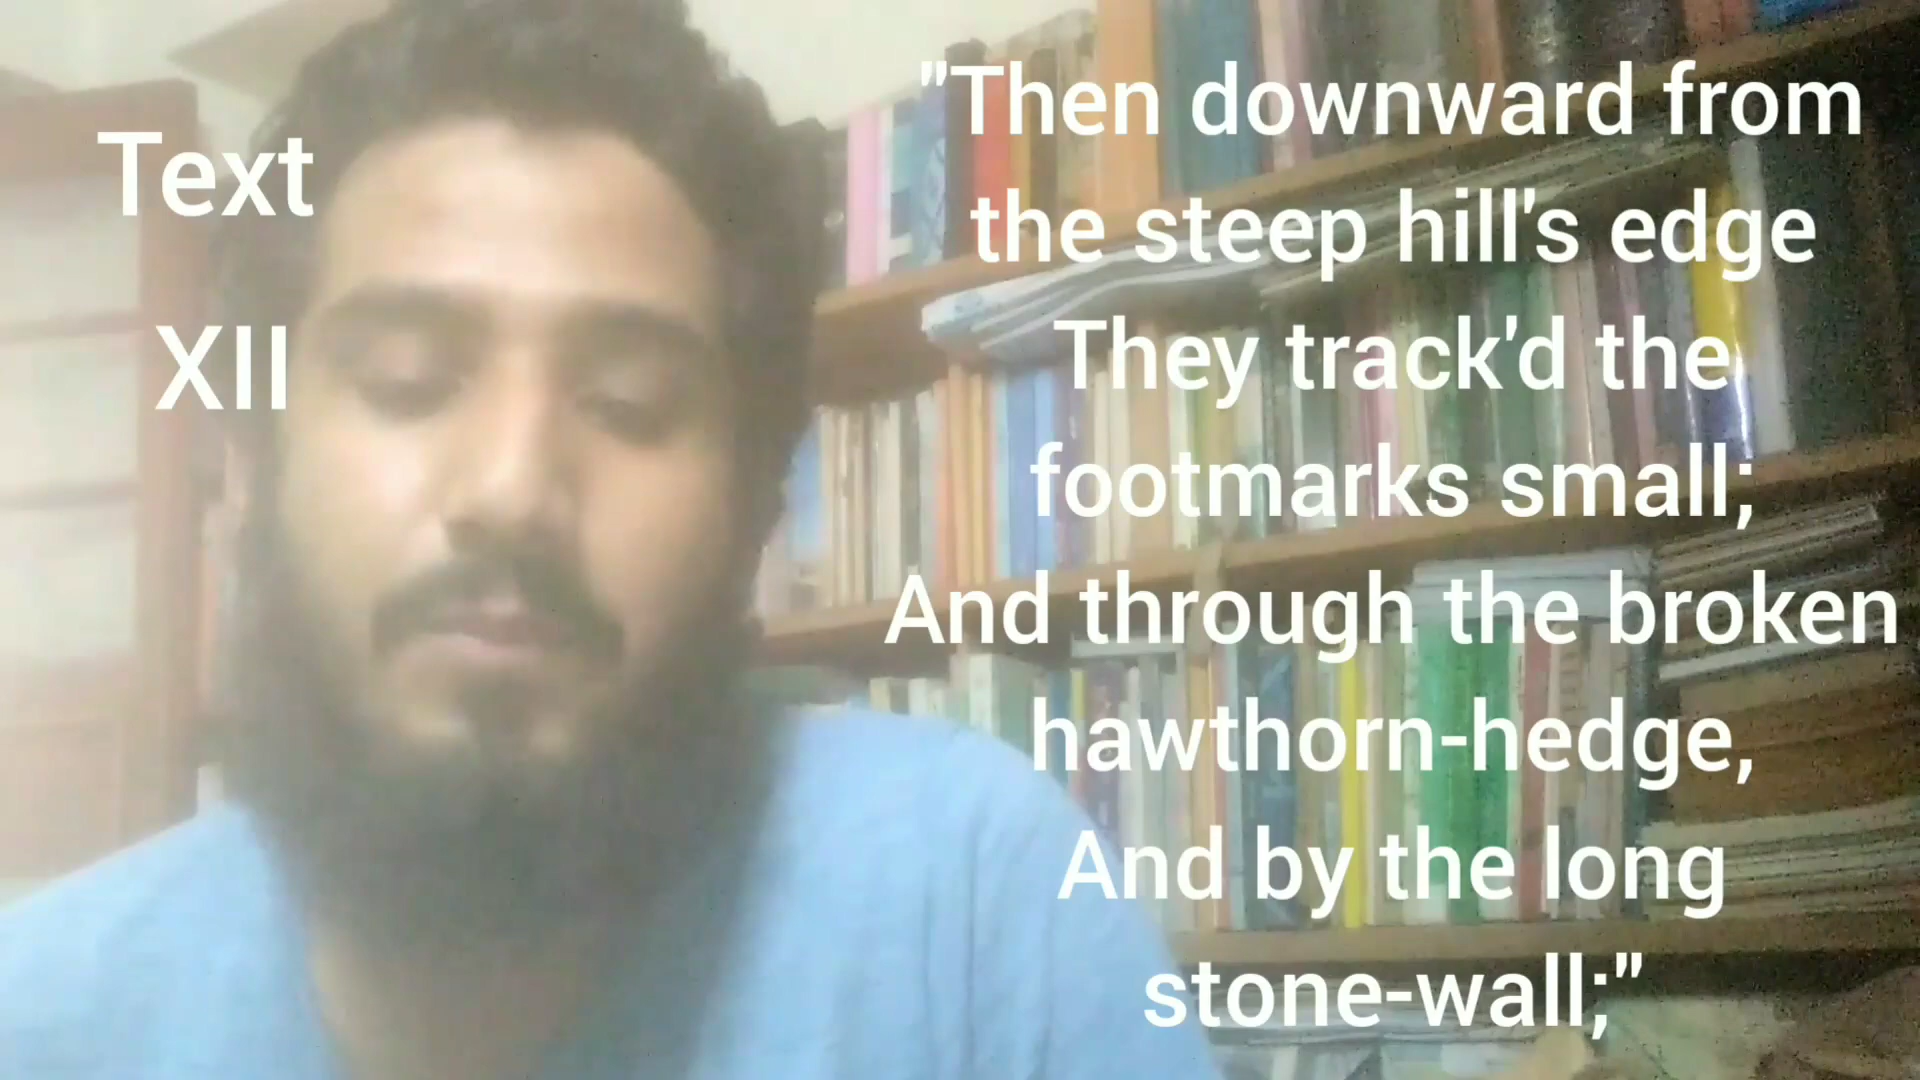 Text
XII
"Then downward from
the steep hill's edge
They track'd the
footmarks small;
And through the broken
hawthorn-hedge,
And by the long
stone-wall;"